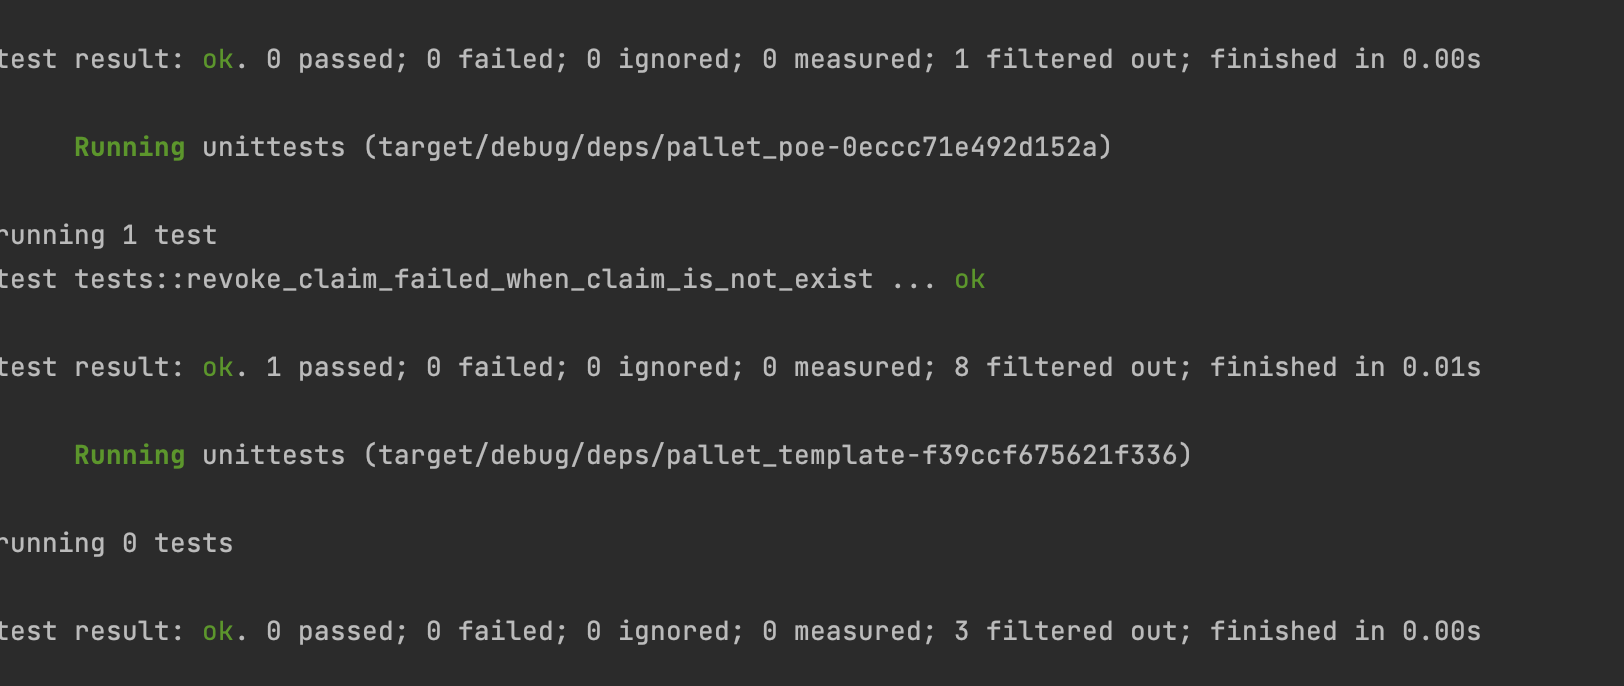 test result: ok. 0 passed; 0 failed; 0 ignored; 0 measured; 1 filtered out; finished in 0.00s
Running unittests (target/debug/deps/pallet_poe-0eccc71e492d152a)
running 1 test
test tests::revoke_claim_failed_when_claim_is_not_exist ... ok
test result: ok. 1 passed; 0 failed; 0 ignored; 0 measured; 8 filtered out; finished in 0.01s
Running unittests (target/debug/deps/pallet_template-f39ccf675621f336)
running 0 tests
test result: ok. 0 passed; 0 failed; 0 ignored; 0 measured; 3 filtered out; finished in 0.00s